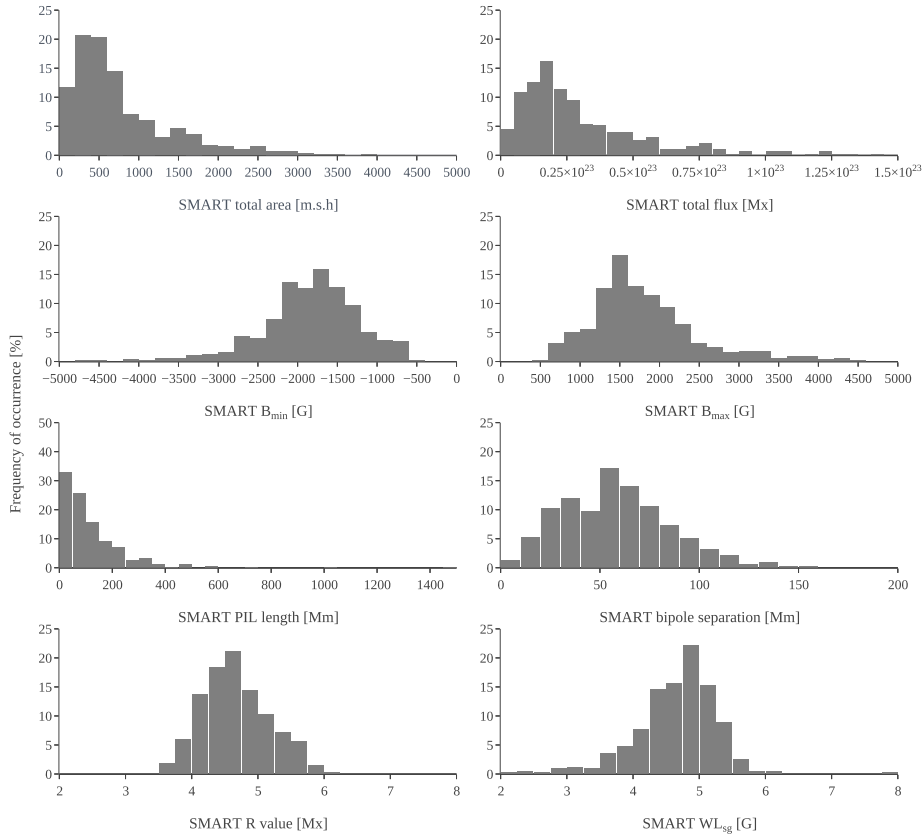 25
20
15
10
5
0
0 500 1000 1500 2000 2500 3000 3500 4000 4500 5000
SMART total area [m.s.h]
25
20
15
10
5
0
0 0.25×10²³ 0.5×10²³ 0.75×10²³ 1×10²³ 1.25×10²³ 1.5×10²³
SMART total flux [Mx]
Frequency of occurrence [%]
25
20
15
10
5
0
−5000 −4500 −4000 −3500 −3000 −2500 −2000 −1500 −1000 −500 0
SMART Bmin [G]
25
20
15
10
5
0
0 500 1000 1500 2000 2500 3000 3500 4000 4500 5000
SMART Bmax [G]
50
40
30
20
10
0
0 200 400 600 800 1000 1200 1400
SMART PIL length [Mm]
25
20
15
10
5
0
0 50 100 150 200
SMART bipole separation [Mm]
25
20
15
10
5
0
2 3 4 5 6 7 8
SMART R value [Mx]
25
20
15
10
5
0
2 3 4 5 6 7 8
SMART WLsg [G]